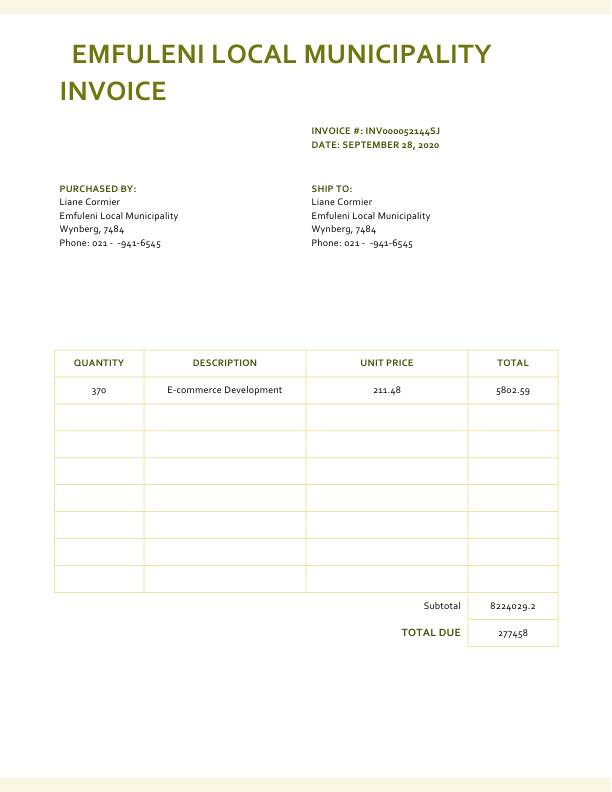 EMFULENI LOCAL MUNICIPALITY
INVOICE
INVOICE #: INV000052144SJ
DATE: SEPTEMBER 28, 2020
PURCHASED BY:
Liane Cormier
Emfuleni Local Municipality
Wynberg, 7484
Phone: 021 -  -941-6545
SHIP TO:
Liane Cormier
Emfuleni Local Municipality
Wynberg, 7484
Phone: 021 -  -941-6545
QUANTITY DESCRIPTION UNIT PRICE TOTAL
370 E-commerce Development 211.48 5802.59
Subtotal 8224029.2
TOTAL DUE 277458